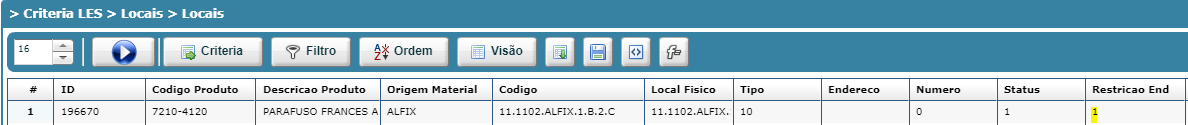 > Criteria LES > Locais > Locais
16 Criteria Filtro Ordem Visão
# ID Codigo Produto Descricao Produto Origem Material Codigo Local Fisico Tipo Endereco Numero Status Restricao End
1 196670 7210-4120 PARAFUSO FRANCES A ALFIX 11.1102.ALFIX.1.B.2.C 11.1102.ALFIX. 10 0 1 1